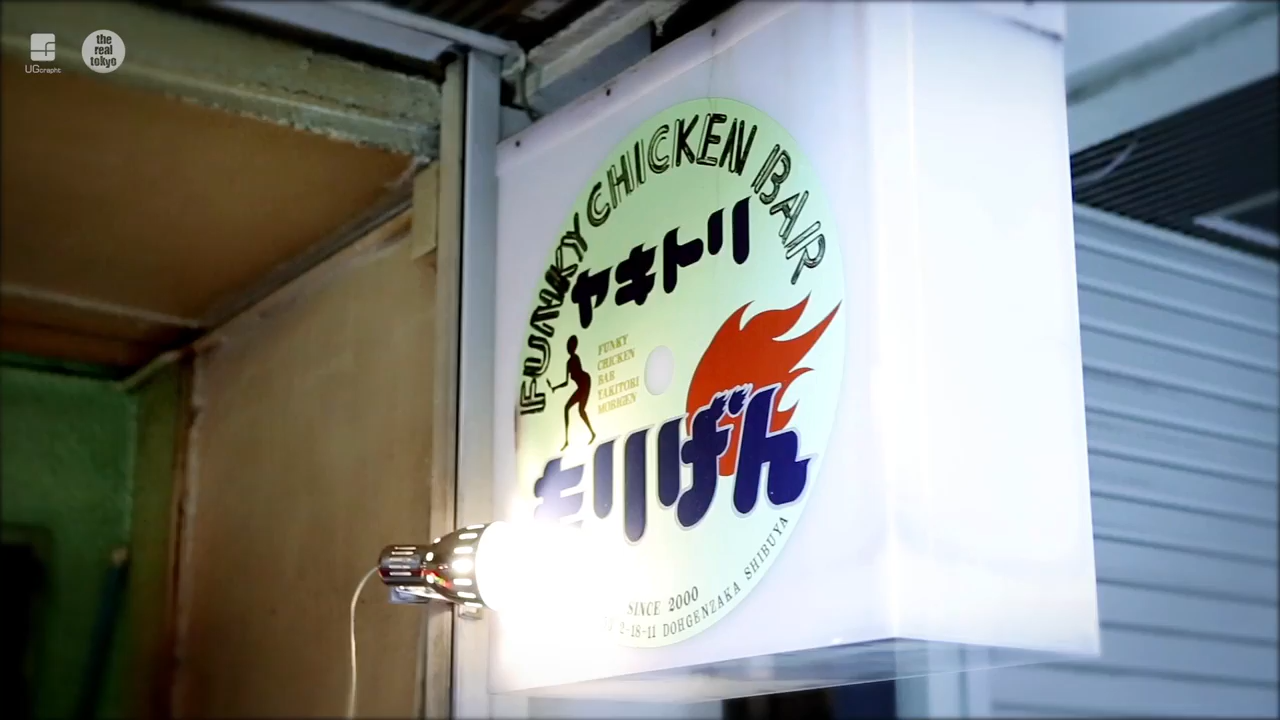 UGcraphc
the real tokyo
FUNKY CHICKEN BAR
ヤキトリ
FUNKY
CHICKEN
BAR
YAKITORI
MORIGEN
もりげん
SINCE 2000
2-18-11 DOHGENZAKA SHIBUYA